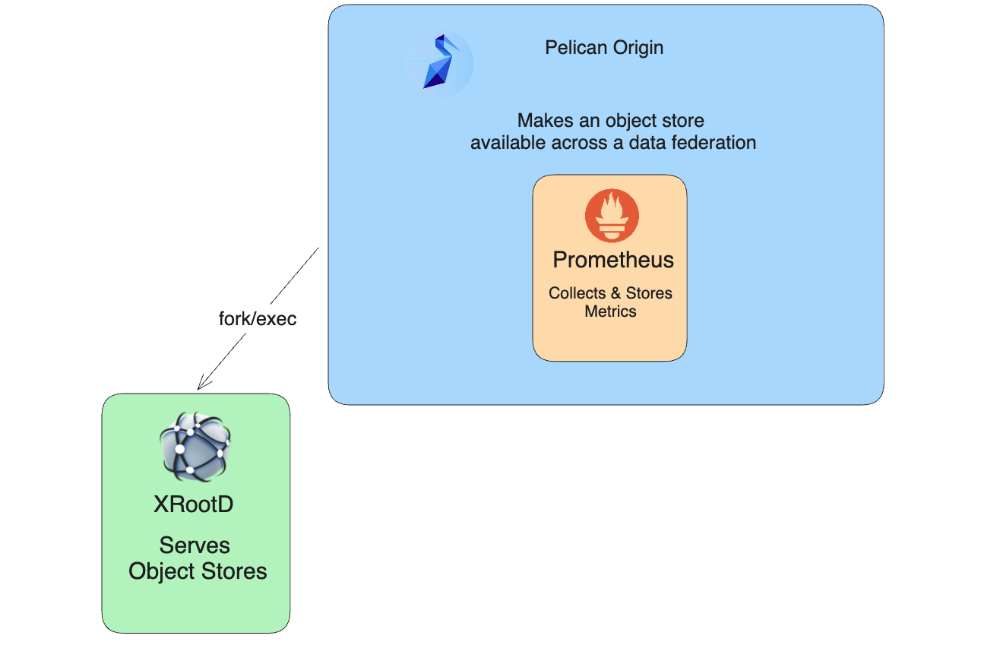 Pelican Origin
Makes an object store
available across a data federation
Prometheus
Collects & Stores
Metrics
fork/exec
XRootD
Serves
Object Stores